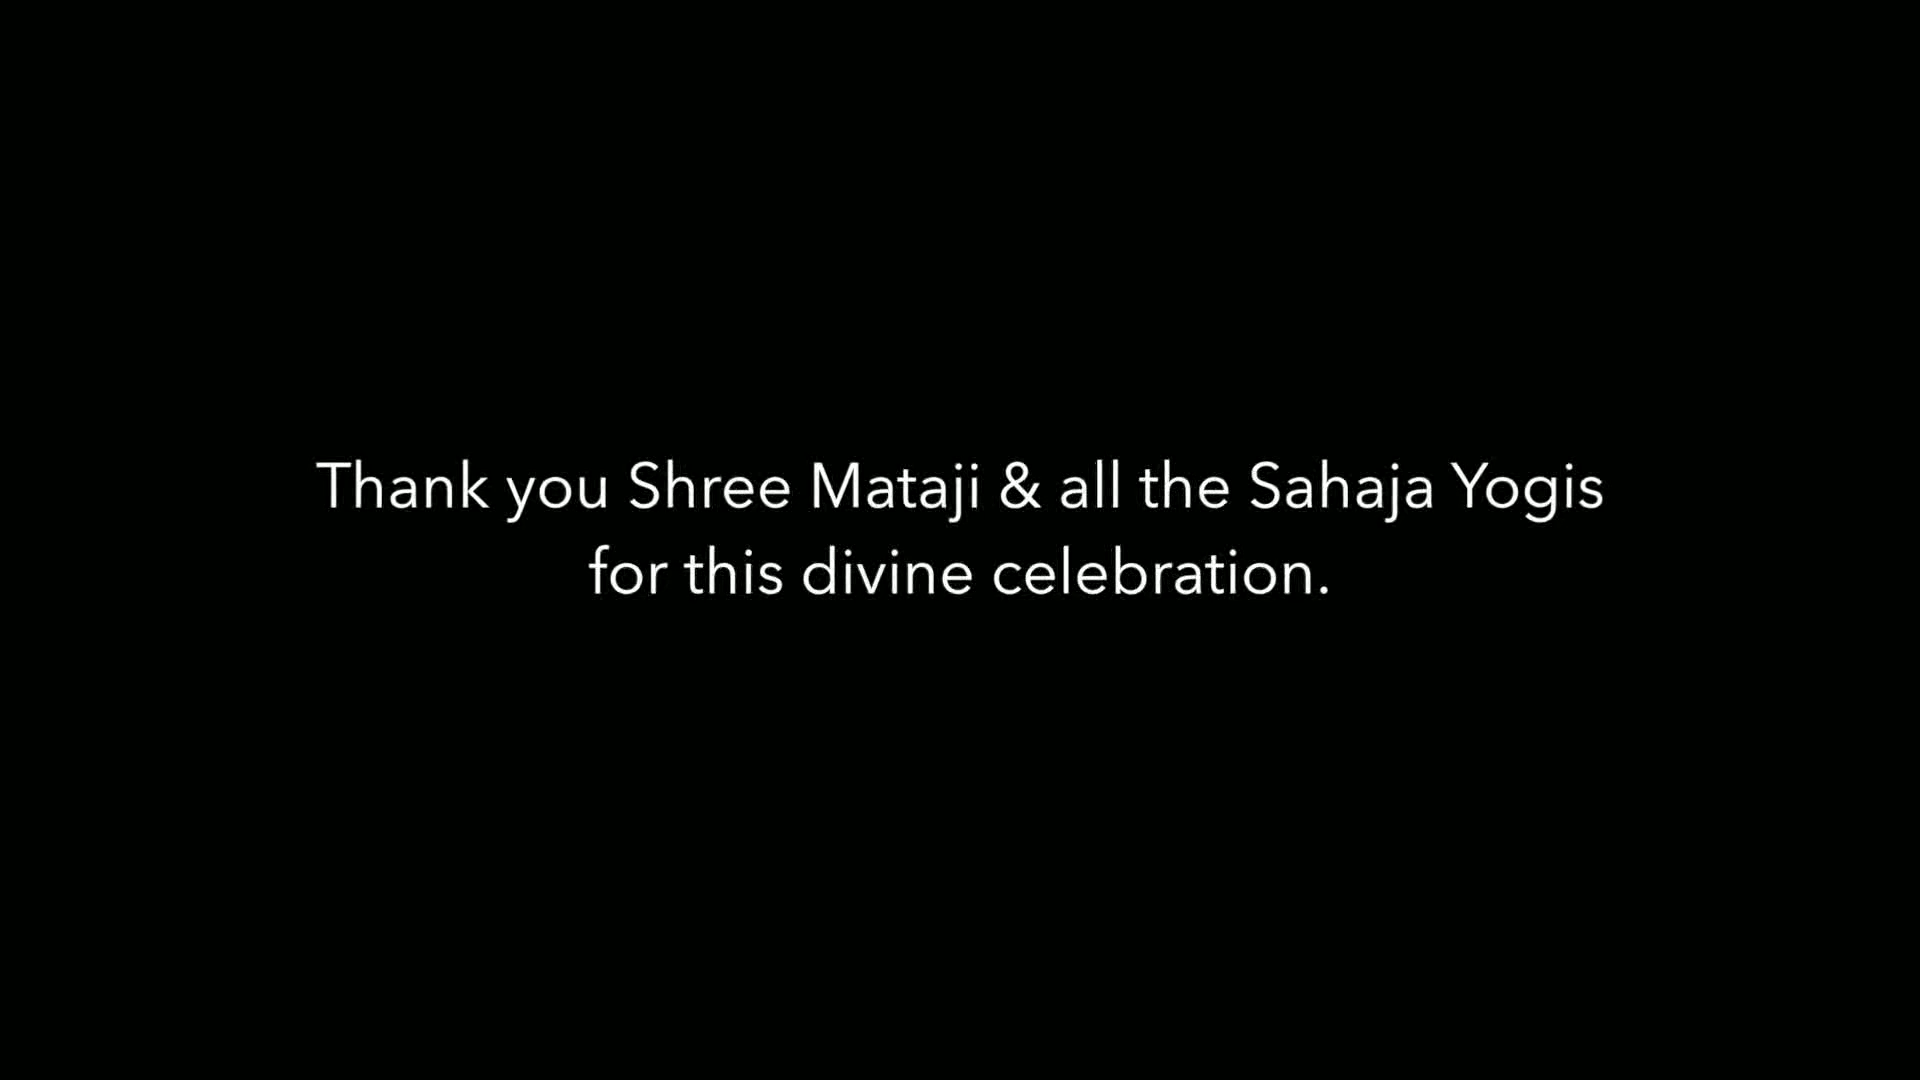 Thank you Shree Mataji & all the Sahaja Yogis
for this divine celebration.